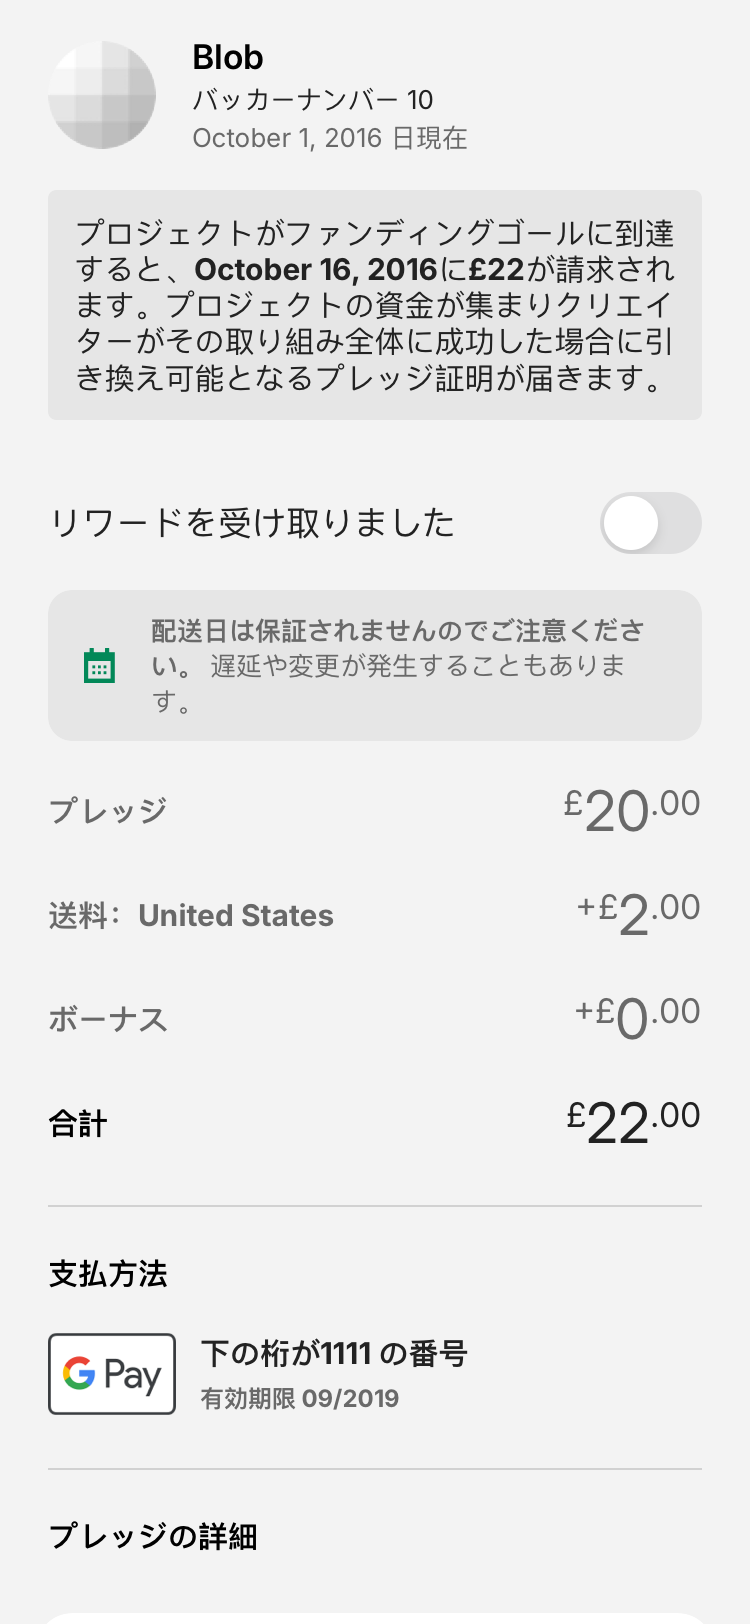 Blob
バッカーナンバー 10
October 1, 2016 日現在
プロジェクトがファンディングゴールに到達
すると、October 16, 2016に£22が請求され
ます。プロジェクトの資金が集まりクリエイ
ターがその取り組み全体に成功した場合に引
き換え可能となるプレッジ証明が届きます。
リワードを受け取りました
配送日は保証されませんのでご注意くださ
い。 遅延や変更が発生することもありま
す。
プレッジ £20.00
送料： United States +£2.00
ボーナス +£0.00
合計 £22.00
支払方法
G Pay 下の桁が1111 の番号
有効期限 09/2019
プレッジの詳細